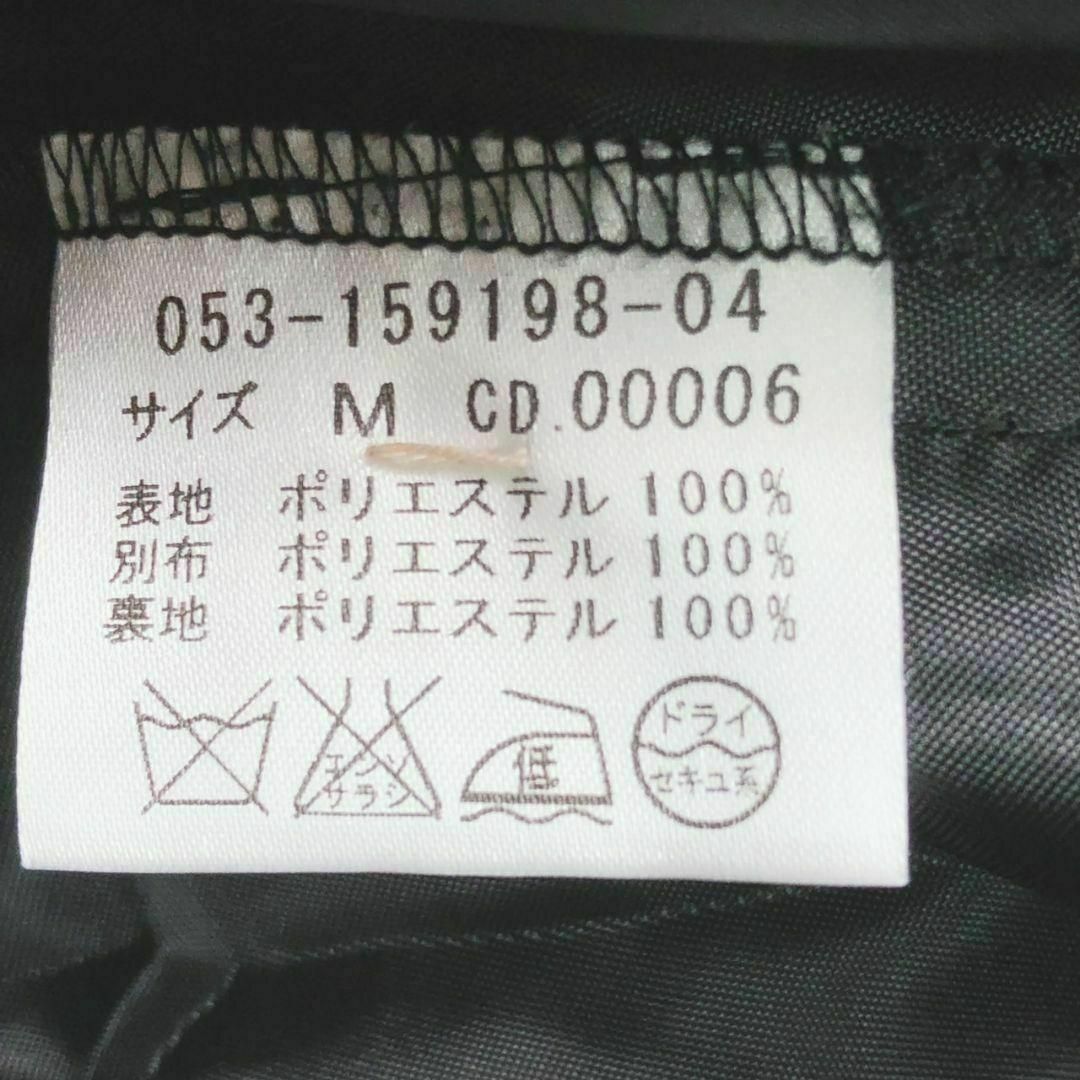 053-159198-04
サイズ M CD.00006
表地 ポリエステル 100%
別布 ポリエステル 100%
裏地 ポリエステル 100%
エンソ
サラシ
低
ドライ
セキユ系